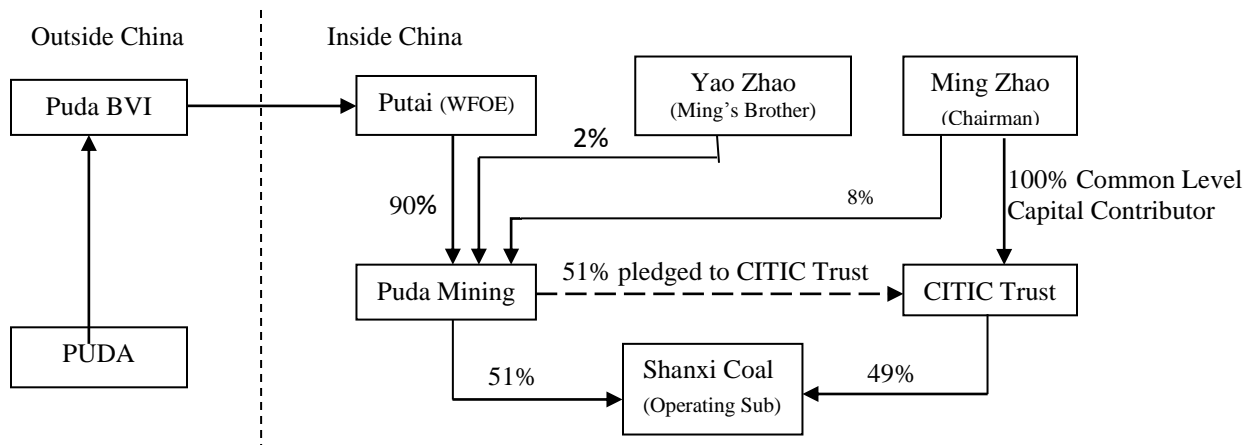 Outside China
Inside China
Puda BVI
Putai (WFOE)
Yao Zhao
(Ming's Brother)
Ming Zhao
(Chairman)
2%
90%
8%
100% Common Level
Capital Contributor
Puda Mining
51% pledged to CITIC Trust
CITIC Trust
PUDA
51%
Shanxi Coal
(Operating Sub)
49%